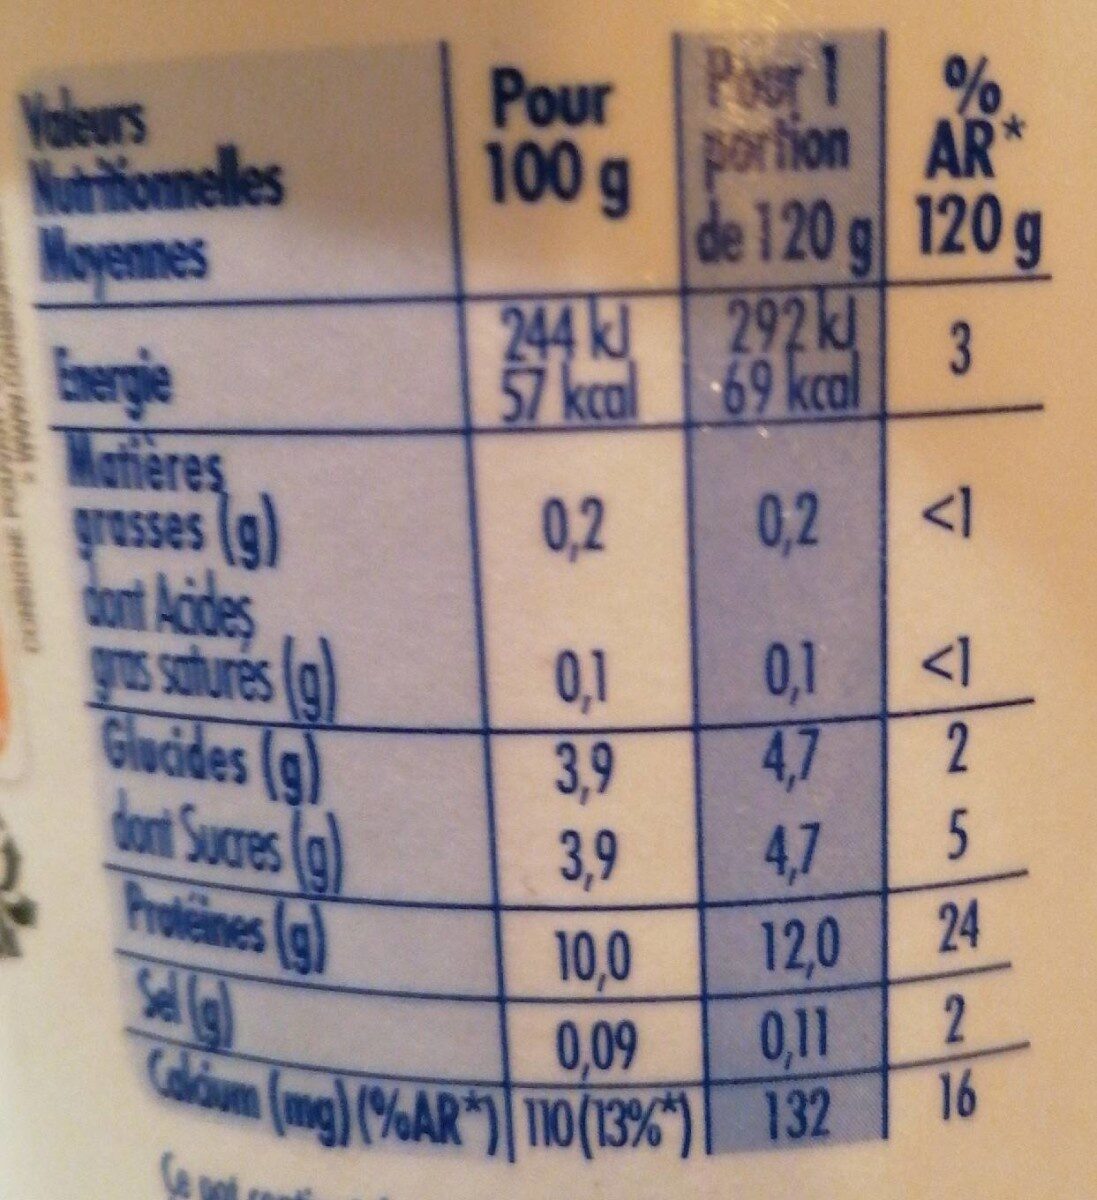 Valeurs
Nutritionnelles
Moyennes
Pour
100 g
Pour 1
portion
de 120 g
%
AR*
120 g
Energie
244 kJ
57 kcal
292 kJ
69 kcal
3
Matières
grasses (g) 0,2 0,2 <1
dont Acides
gras saturés (g) 0,1 0,1 <1
Glucides (g) 3,9 4,7 2
dont Sucres (g) 3,9 4,7 5
Protéines (g) 10,0 12,0 24
Sel (g) 0,09 0,11 2
Calcium (mg) (%AR*) 110 (13%*) 132 16
Ce pot